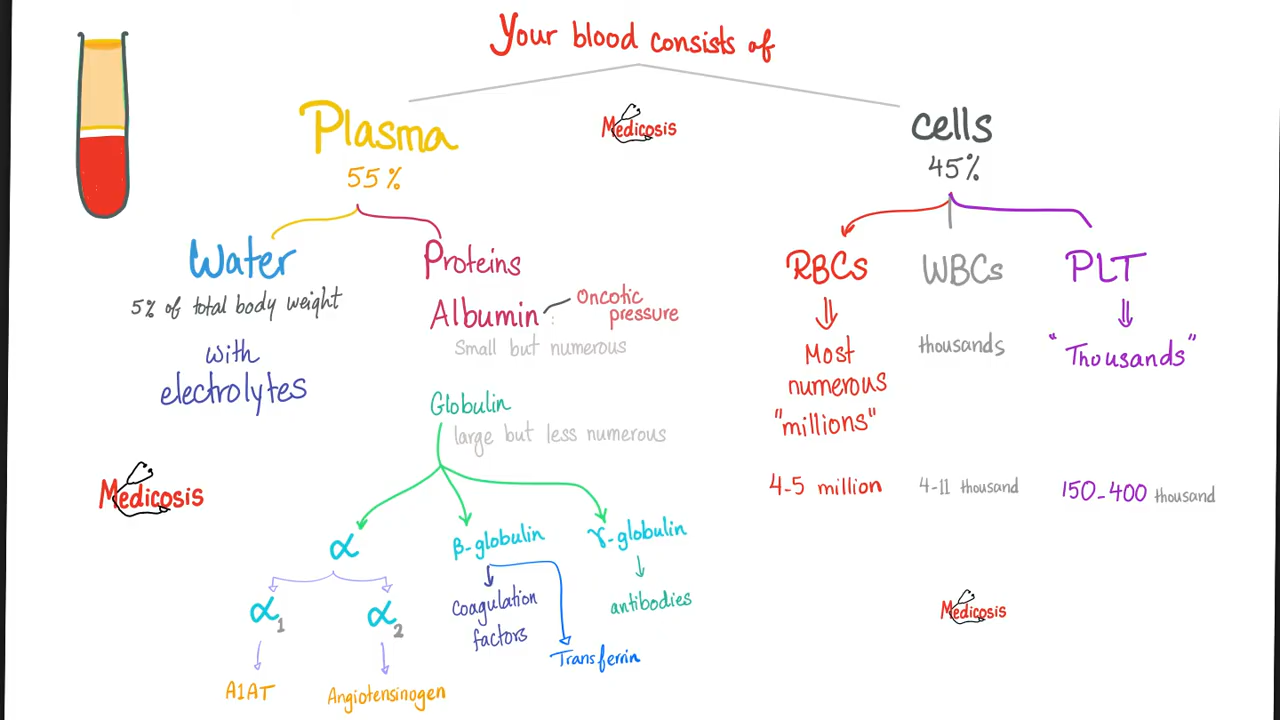 Your blood consists of
Medicosis
Plasma
55%
Water
5% of total body weight
with
electrolytes
Proteins
Albumin
Oncotic
pressure
Small but numerous
Globulin
large but less numerous
α
α1
A1AT
α2
Angiotensinogen
β-globulin
Coagulation
factors
Transferrin
γ-globulin
antibodies
Medicosis
cells
45%
RBCs
Most
numerous
"millions"
4-5 million
WBCs
thousands
4-11 thousand
PLT
"Thousands"
150-400 thousand
Medicosis